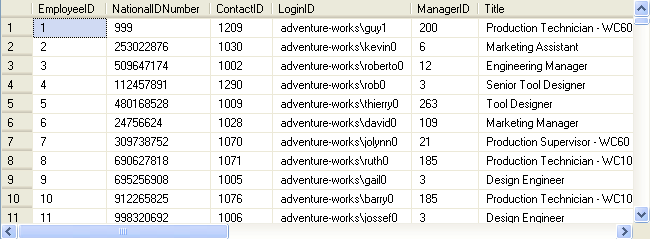 EmployeeID NationalIDNumber ContactID LoginID ManagerID Title
1 1 999 1209 adventure-works\guy1 200 Production Technician - WC60
2 2 253022876 1030 adventure-works\kevin0 6 Marketing Assistant
3 3 509647174 1002 adventure-works\roberto0 12 Engineering Manager
4 4 112457891 1290 adventure-works\rob0 3 Senior Tool Designer
5 5 480168528 1009 adventure-works\thierry0 263 Tool Designer
6 6 24756624 1028 adventure-works\david0 109 Marketing Manager
7 7 309738752 1070 adventure-works\jolynn0 21 Production Supervisor - WC60
8 8 690627818 1071 adventure-works\ruth0 185 Production Technician - WC10
9 9 695256908 1005 adventure-works\gail0 3 Design Engineer
10 10 912265825 1076 adventure-works\barry0 185 Production Technician - WC10
11 11 998320692 1006 adventure-works\jossef0 3 Design Engineer